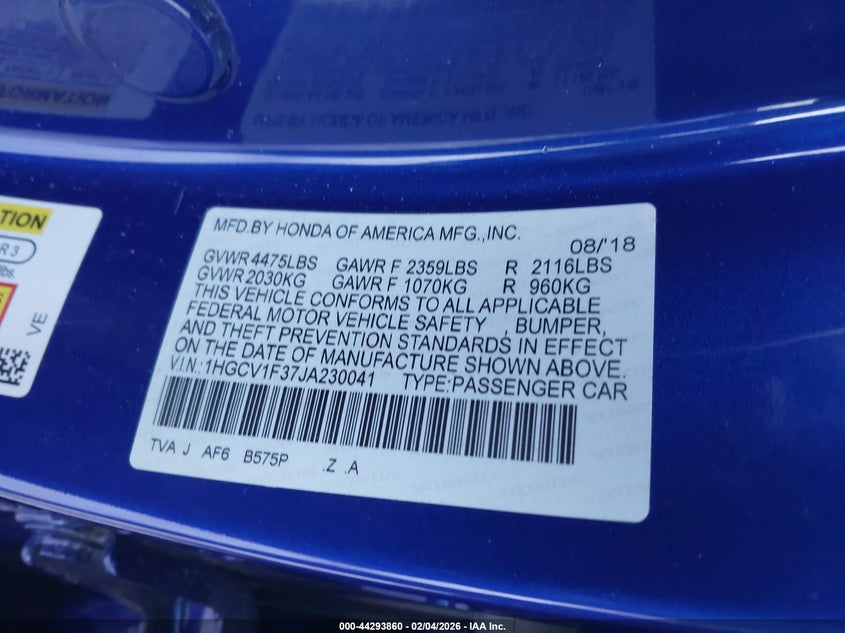 MFD.BY HONDA OF AMERICA MFG.,INC.
08/'18
GVWR 4475LBS GAWR F 2359LBS R 2116LBS
GVWR 2030KG GAWR F 1070KG R 960KG
THIS VEHICLE CONFORMS TO ALL APPLICABLE
FEDERAL MOTOR VEHICLE SAFETY , BUMPER,
AND THEFT PREVENTION STANDARDS IN EFFECT
ON THE DATE OF MANUFACTURE SHOWN ABOVE.
V.I.N.: 1HGCV1F37JA230041 TYPE:PASSENGER CAR
TVA J AF6 B575P .Z .A
R 3
lbs.
VE
000-44293860 - 02/04/2026 - IAA Inc.